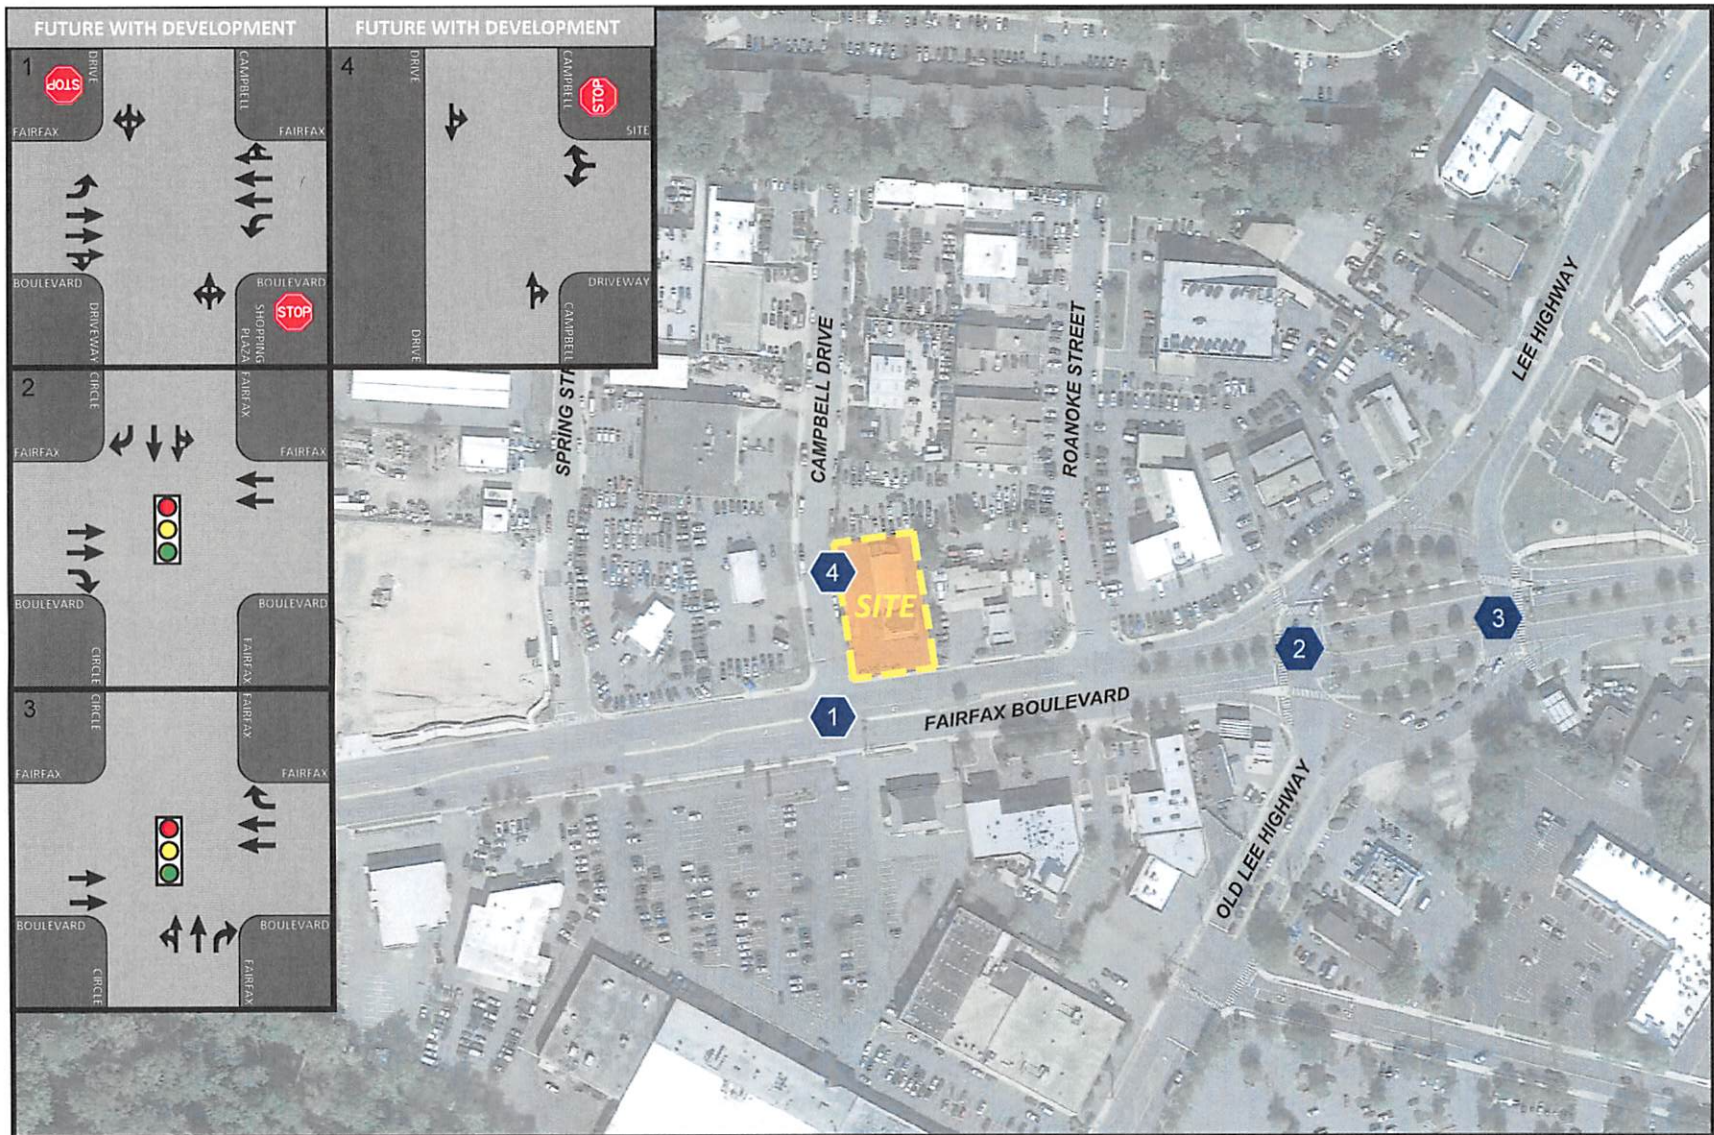 FUTURE WITH DEVELOPMENT
FUTURE WITH DEVELOPMENT
1
STOP
DRIVE
CAMPBELL
FAIRFAX
FAIRFAX
BOULEVARD
BOULEVARD
DRIVEWAY
SHOPPING
PLAZA
STOP
4
DRIVE
CAMPBELL
STOP
SITE
DRIVEWAY
DRIVE
CAMPBELL
2
CIRCLE
FAIRFAX
FAIRFAX
FAIRFAX
BOULEVARD
BOULEVARD
CIRCLE
FAIRFAX
3
CIRCLE
FAIRFAX
FAIRFAX
FAIRFAX
BOULEVARD
BOULEVARD
CIRCLE
FAIRFAX
SPRING STR
CAMPBELL DRIVE
ROANOKE STREET
LEE HIGHWAY
4
SITE
2
3
1
FAIRFAX BOULEVARD
OLD LEE HIGHWAY